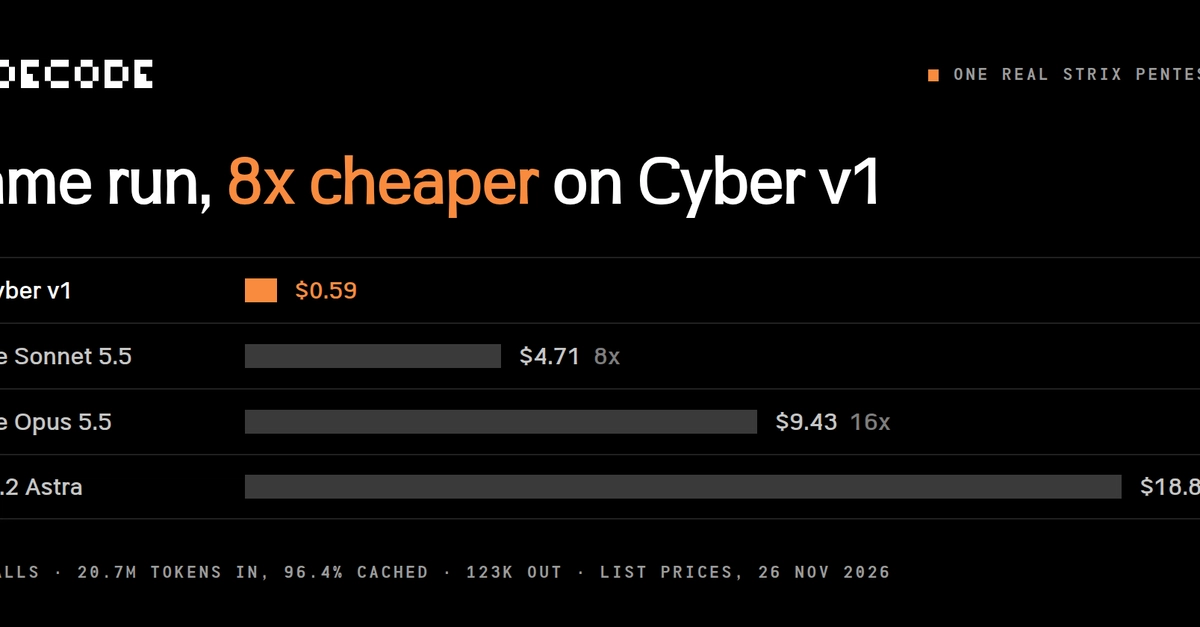 DECODE
ONE REAL STRIX PENTES
me run, 8x cheaper on Cyber v1
yber v1
$0.59
e Sonnet 5.5
$4.71 8x
e Opus 5.5
$9.43 16x
.2 Astra
$18.8
ALLS · 20.7M TOKENS IN, 96.4% CACHED · 123K OUT · LIST PRICES, 26 NOV 2026